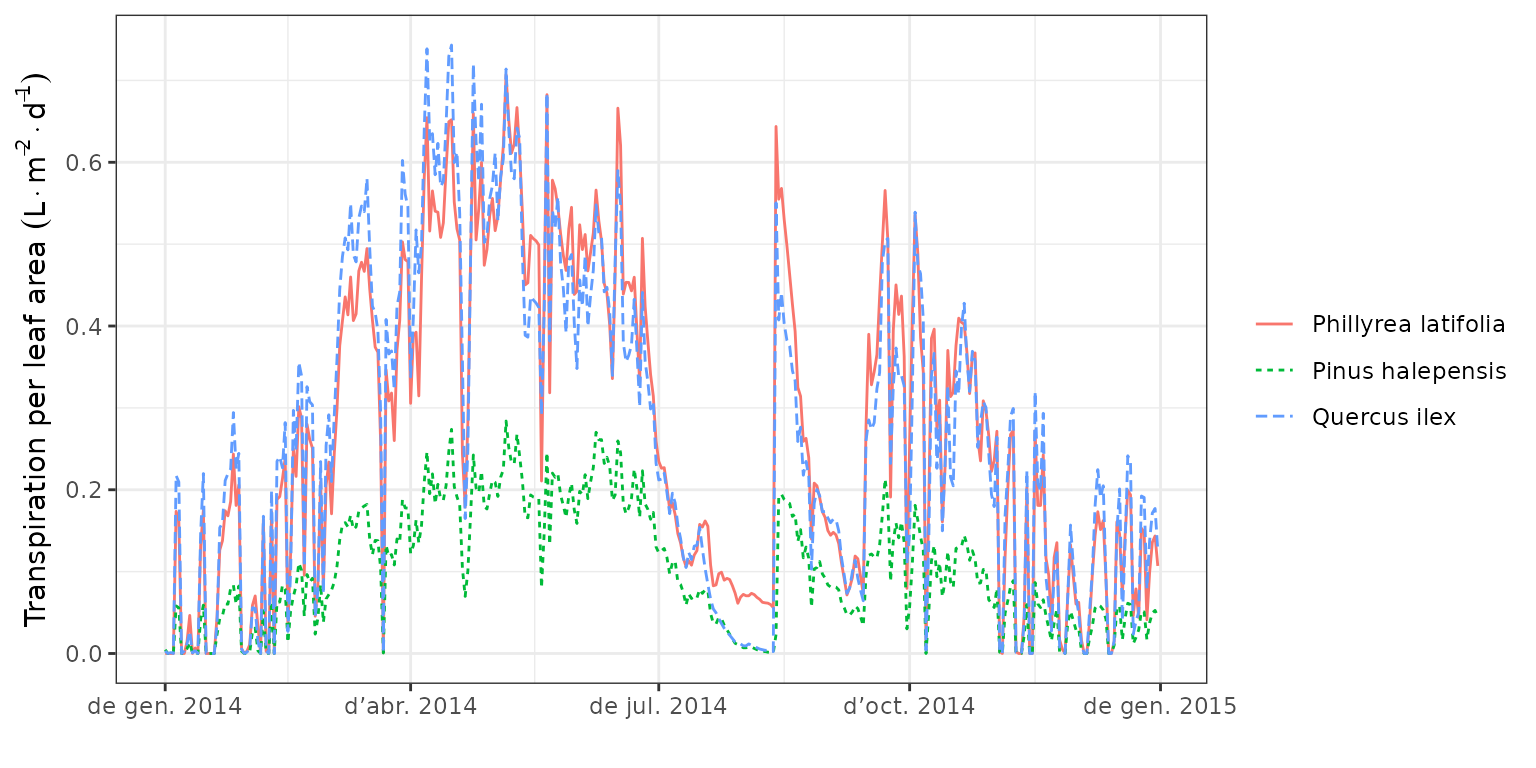 Transpiration per leaf area (L·m⁻²·d⁻¹)
0.6
0.4
0.2
0.0
de gen. 2014
d’abr. 2014
de jul. 2014
d’oct. 2014
de gen. 2015
Phillyrea latifolia
Pinus halepensis
Quercus ilex